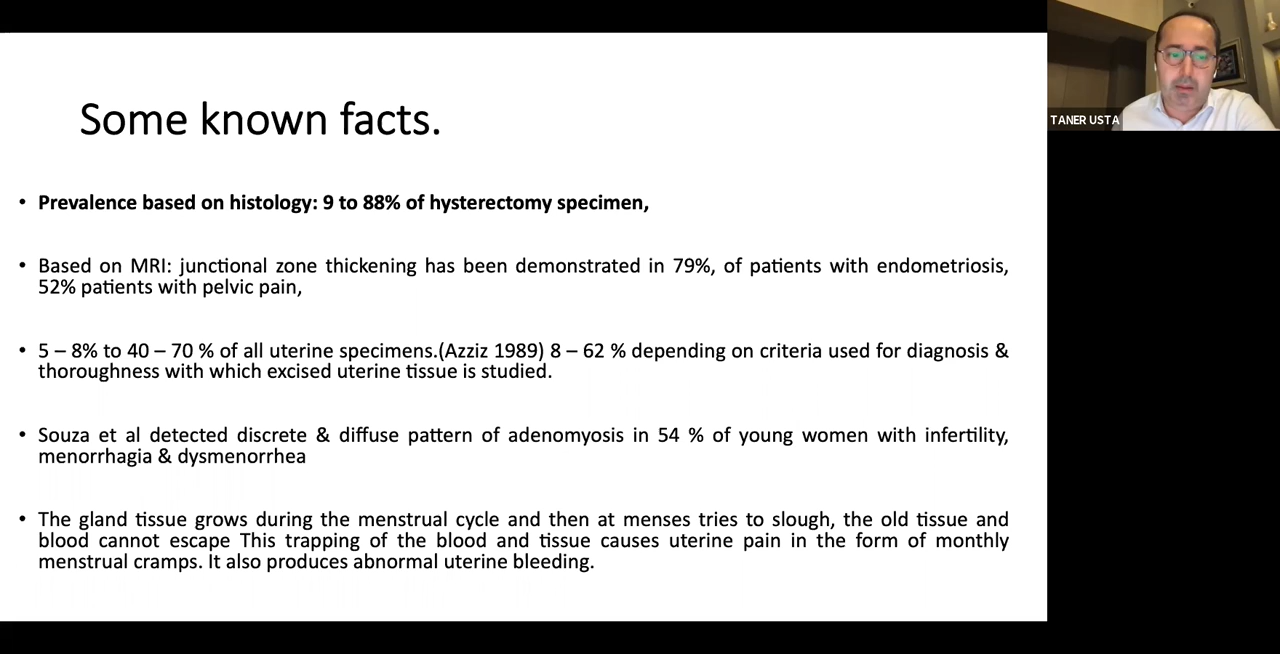 Some known facts.
• Prevalence based on histology: 9 to 88% of hysterectomy specimen,
• Based on MRI: junctional zone thickening has been demonstrated in 79%, of patients with endometriosis,
52% patients with pelvic pain,
• 5 – 8% to 40 – 70 % of all uterine specimens.(Azziz 1989) 8 – 62 % depending on criteria used for diagnosis &
thoroughness with which excised uterine tissue is studied.
• Souza et al detected discrete & diffuse pattern of adenomyosis in 54 % of young women with infertility,
menorrhagia & dysmenorrhea
• The gland tissue grows during the menstrual cycle and then at menses tries to slough, the old tissue and
blood cannot escape This trapping of the blood and tissue causes uterine pain in the form of monthly
menstrual cramps. It also produces abnormal uterine bleeding.
TANER USTA